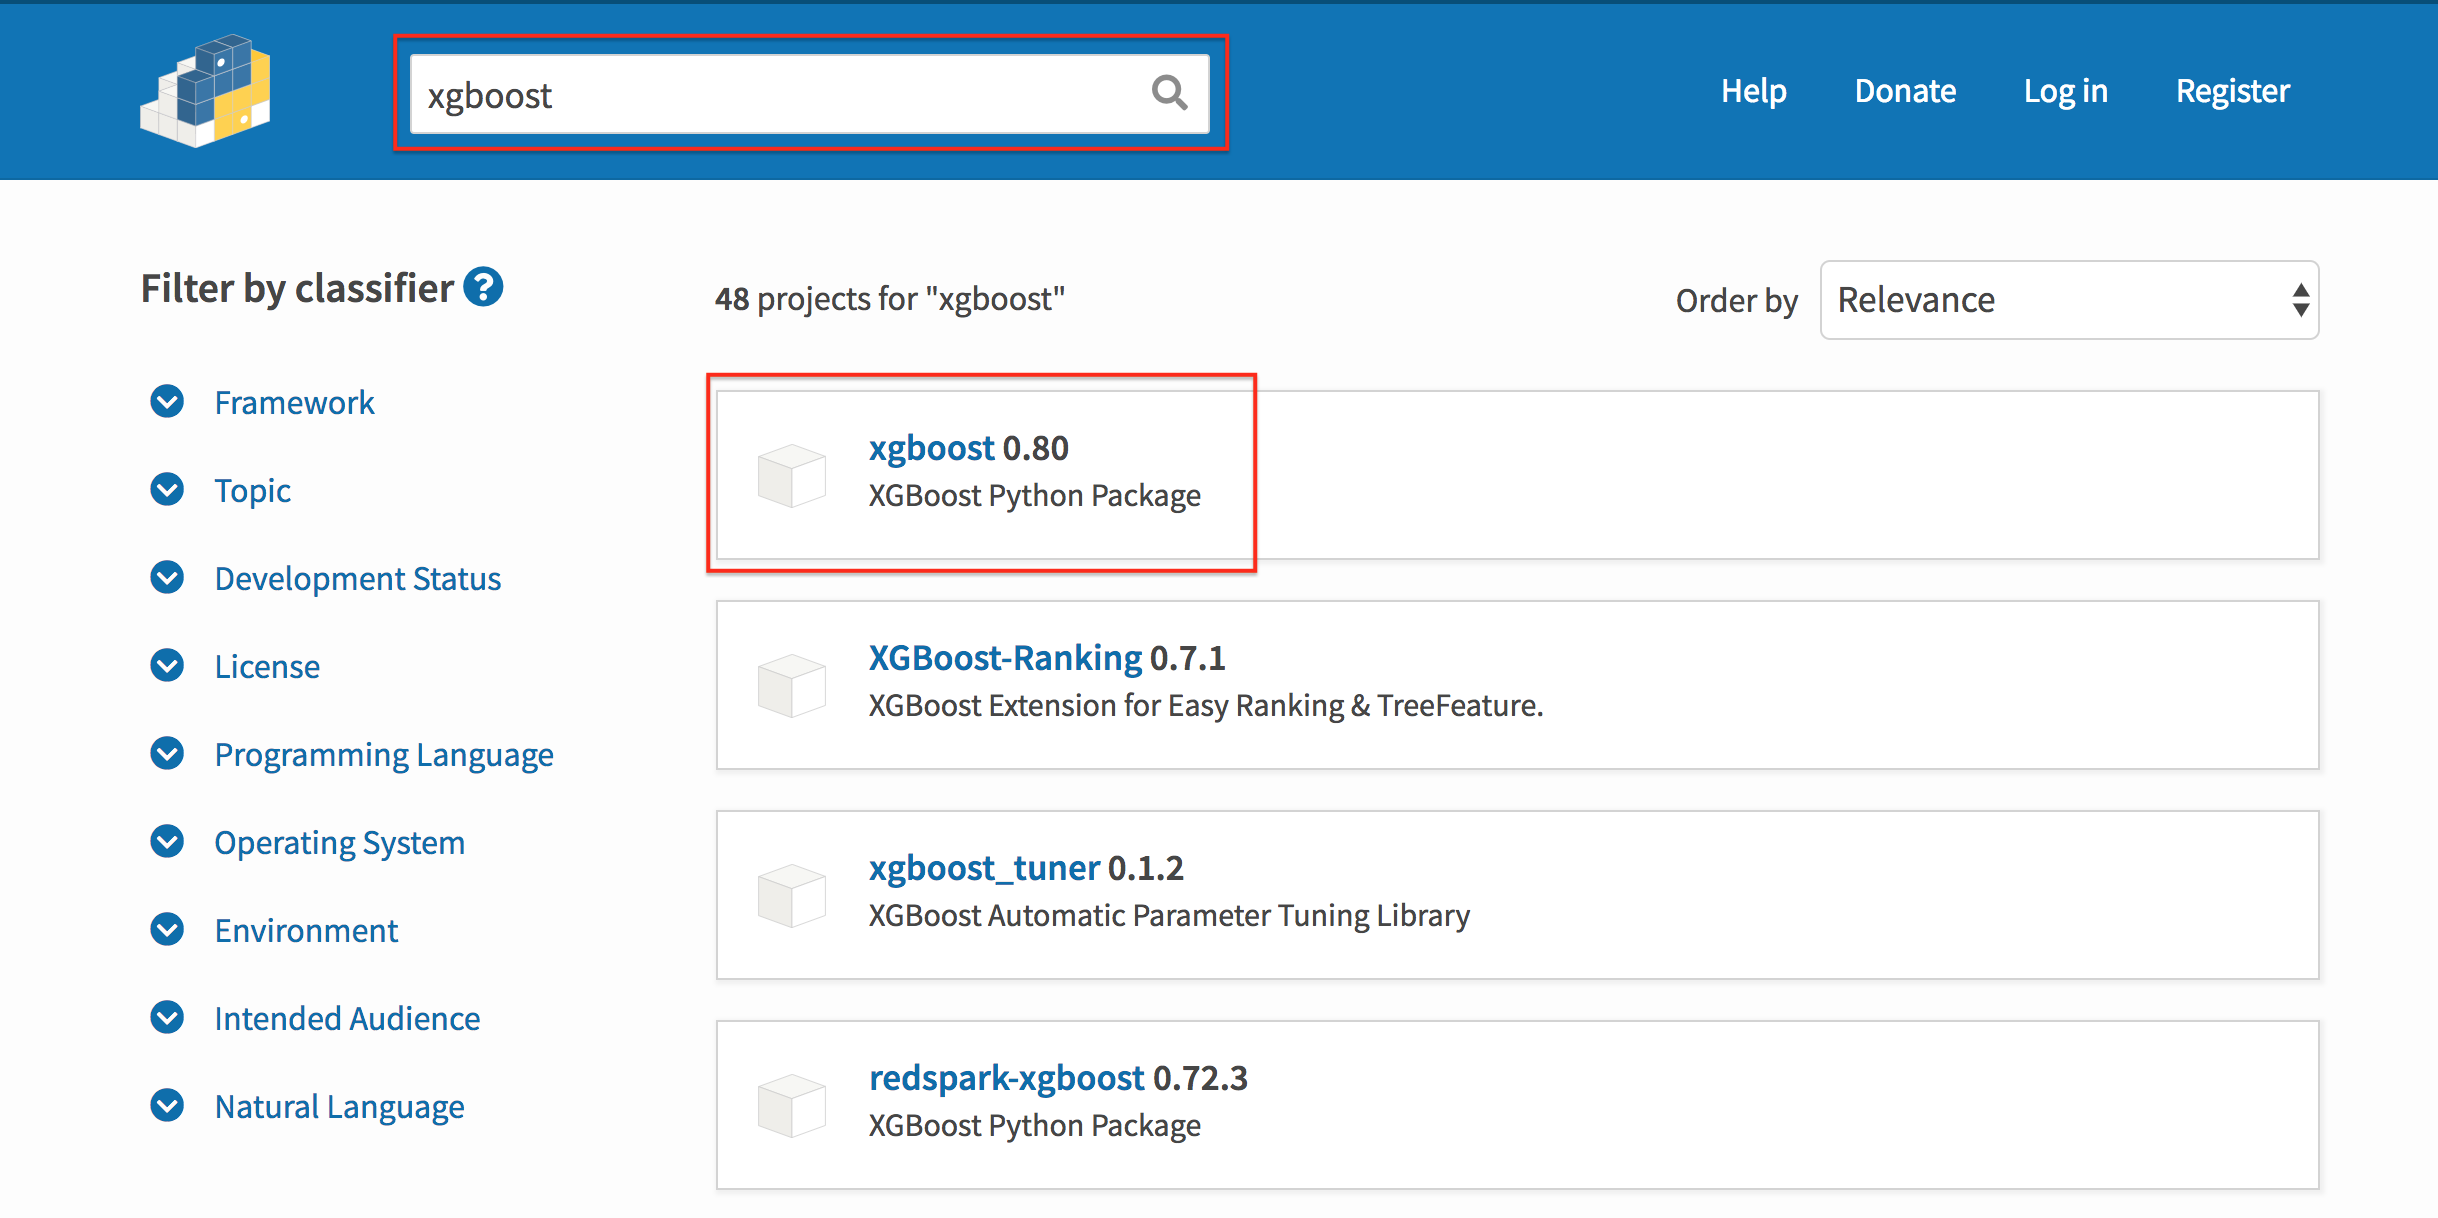 xgboost
Help
Donate
Log in
Register
Filter by classifier
Framework
Topic
Development Status
License
Programming Language
Operating System
Environment
Intended Audience
Natural Language
48 projects for "xgboost"
Order by
Relevance
xgboost 0.80
XGBoost Python Package
XGBoost-Ranking 0.7.1
XGBoost Extension for Easy Ranking & TreeFeature.
xgboost_tuner 0.1.2
XGBoost Automatic Parameter Tuning Library
redspark-xgboost 0.72.3
XGBoost Python Package